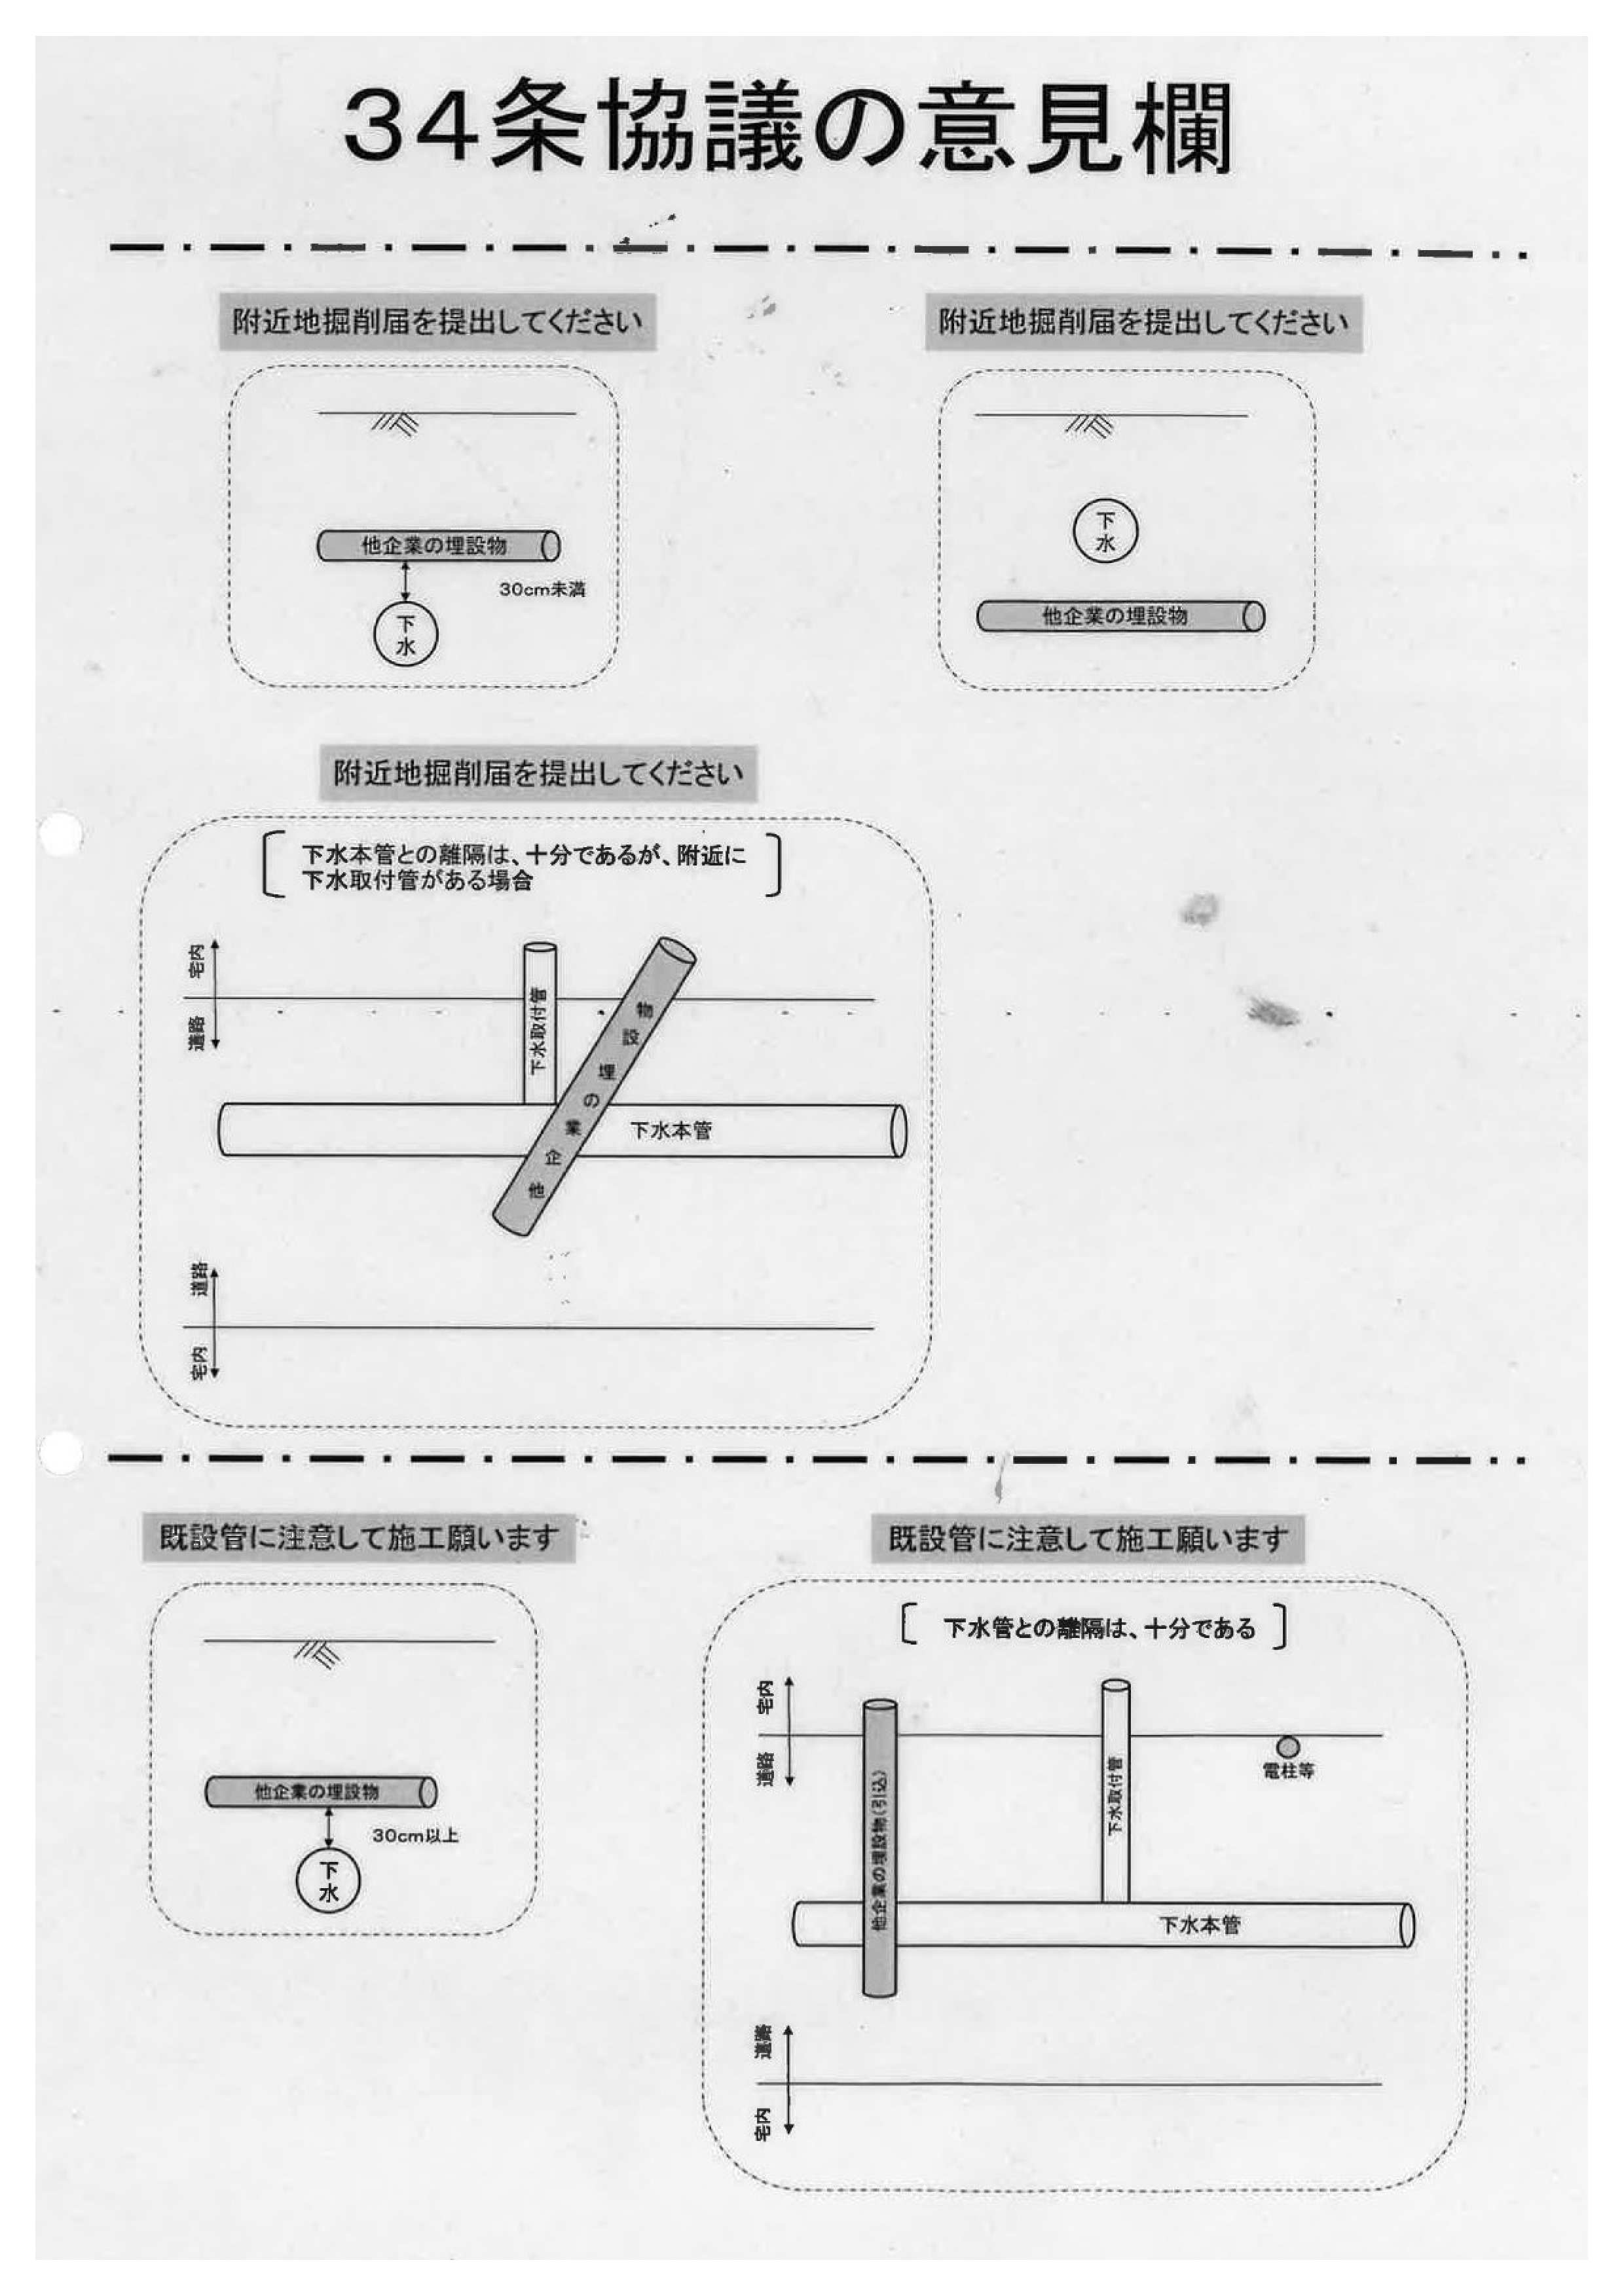 34条協議の意見欄
附近地掘削届を提出してください
他企業の埋設物
30cm未満
下水
附近地掘削届を提出してください
下水
他企業の埋設物
附近地掘削届を提出してください
下水本管との離隔は、十分であるが、附近に
下水取付管がある場合
宅内
道路
下水取付管
他企業の埋設物
下水本管
道路
宅内
既設管に注意して施工願います
他企業の埋設物
30cm以上
下水
既設管に注意して施工願います
下水管との離隔は、十分である
宅内
道路
他企業の埋設物(引込)
下水取付管
電柱等
下水本管
道路
宅内